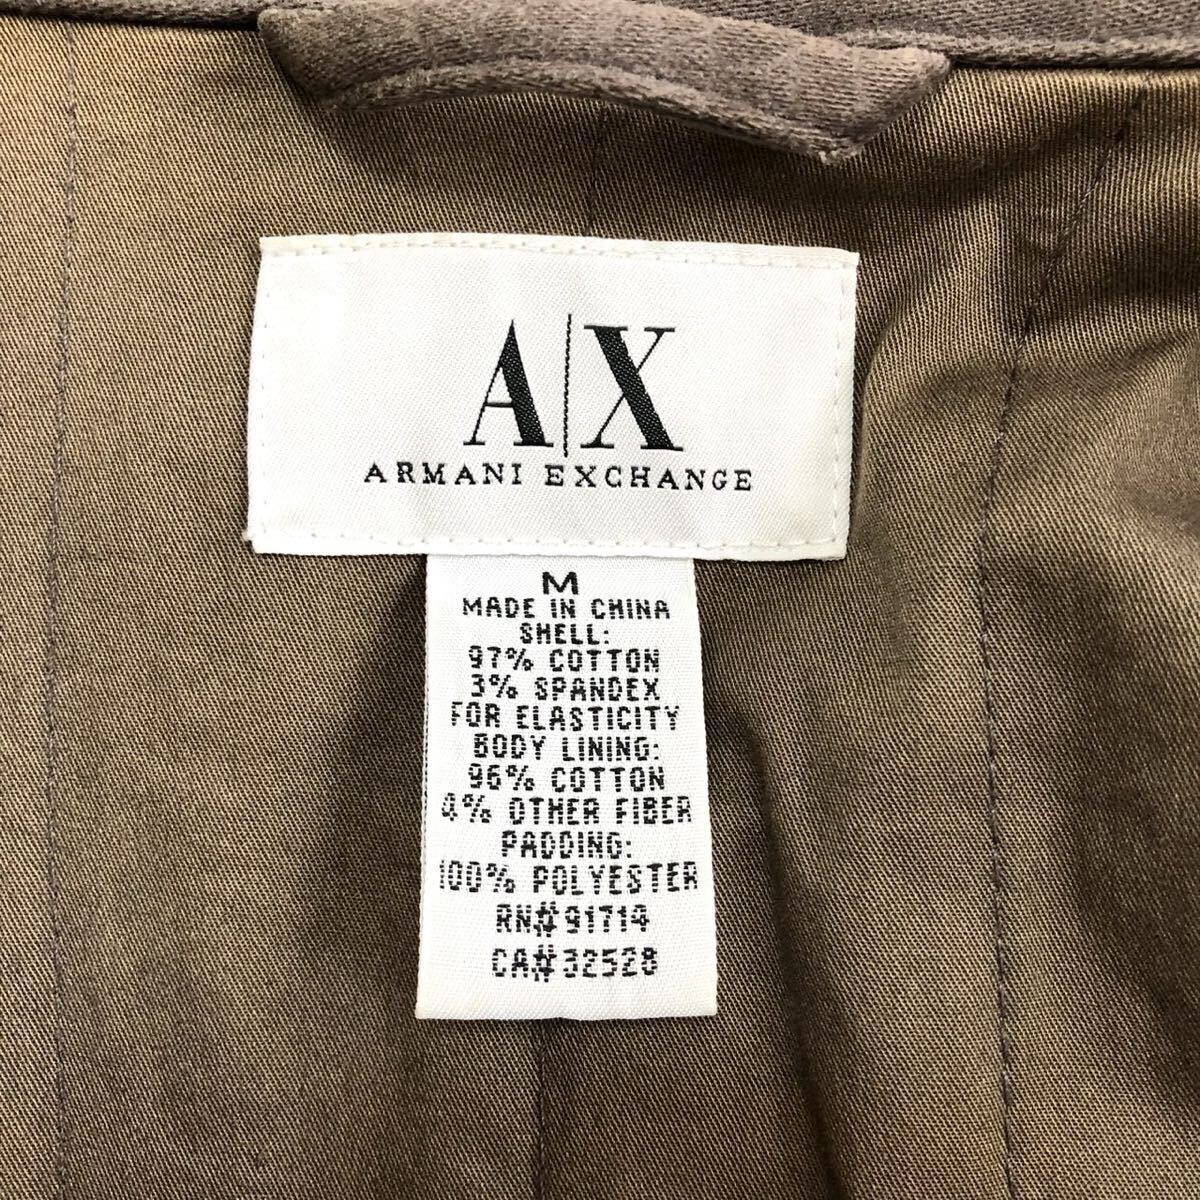 A|X
ARMANI EXCHANGE
M
MADE IN CHINA
SHELL:
97% COTTON
3% SPANDEX
FOR ELASTICITY
BODY LINING:
96% COTTON
4% OTHER FIBER
PADDING:
100% POLYESTER
RN#91714
CA#32528